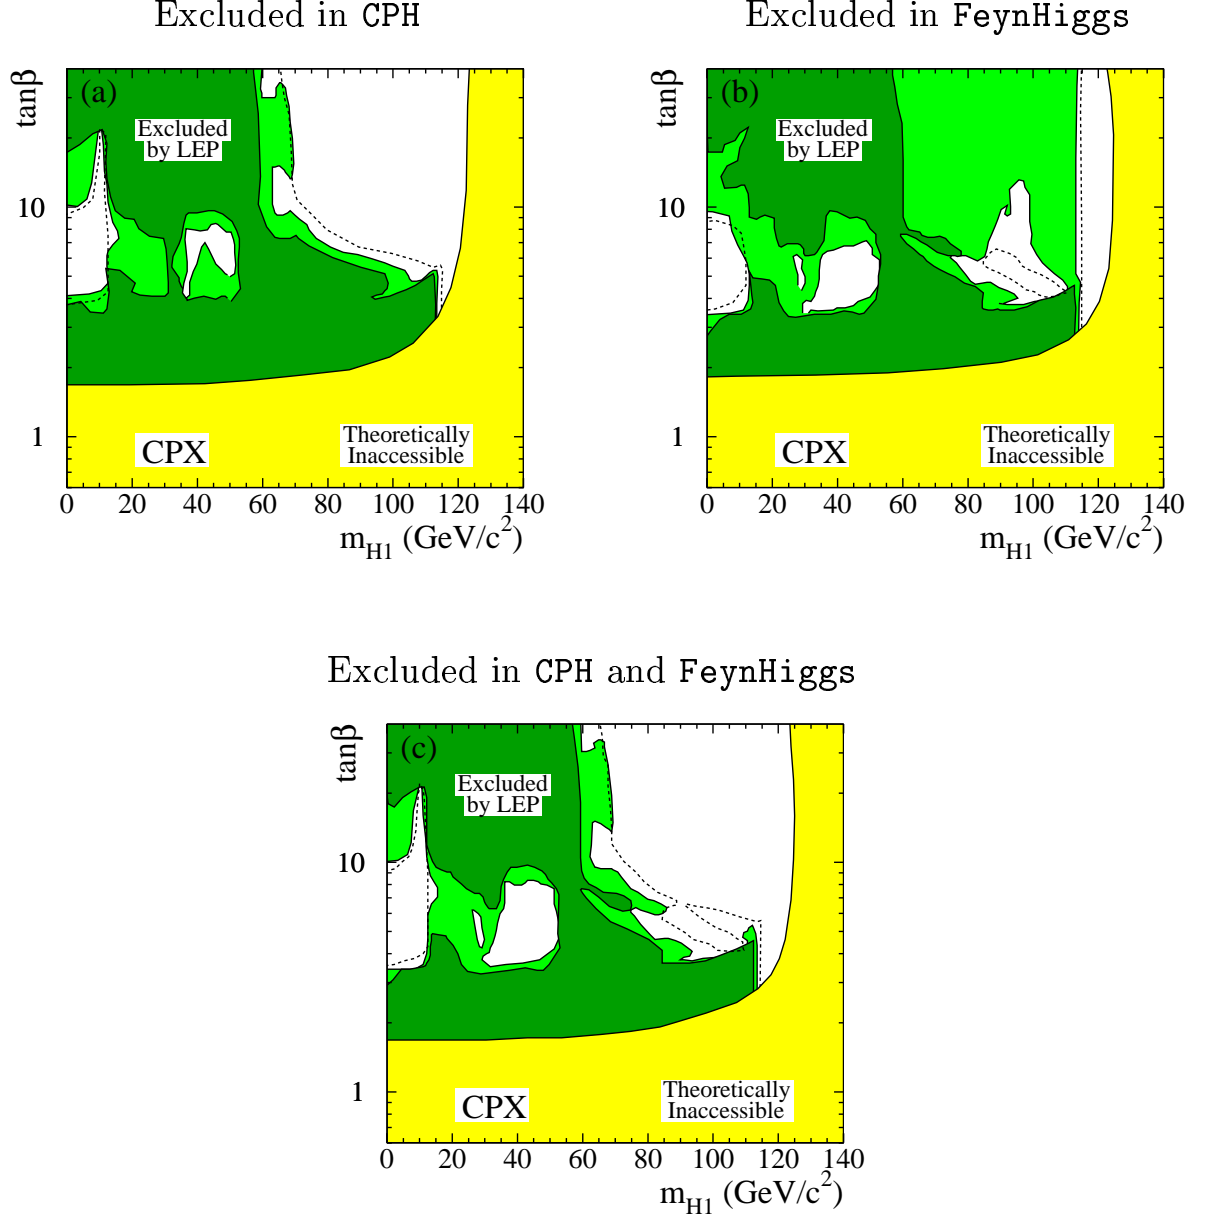 Excluded in CPH
tanβ
(a)
Excluded
by LEP
10
1
CPX
Theoretically
Inaccessible
0 20 40 60 80 100 120 140
m_H1 (GeV/c²)
Excluded in FeynHiggs
tanβ
(b)
Excluded
by LEP
10
1
CPX
Theoretically
Inaccessible
0 20 40 60 80 100 120 140
m_H1 (GeV/c²)
Excluded in CPH and FeynHiggs
tanβ
(c)
Excluded
by LEP
10
1
CPX
Theoretically
Inaccessible
0 20 40 60 80 100 120 140
m_H1 (GeV/c²)